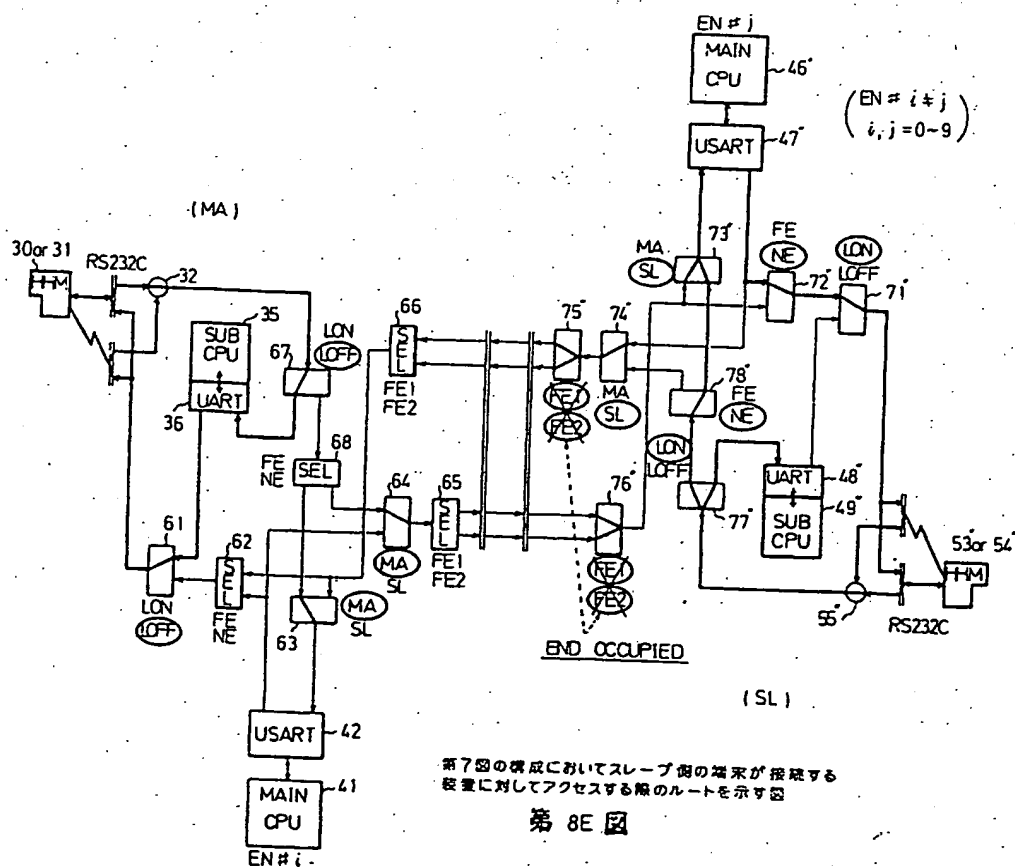 EN # j
MAIN
CPU
46"
( EN # i ≠ j
i, j = 0~9 )
USART
47"
(MA)
(SL)
30 or 31
HHM
RS232C
32
35
SUB
CPU
UART
36
67
LON
LOFF
66
SEL
FE1
FE2
75"
FE1
FE2
74"
MA
SL
MA
SL
73"
FE
NE
72"
LON
LOFF
71"
78"
FE
NE
LON
LOFF
77"
UART
48"
SUB
CPU
49"
53" or 54"
HHM
RS232C
55"
68
FE
NE
SEL
64
MA
SL
65
SEL
FE1
FE2
76"
FE1
FE2
END OCCUPIED
61
LON
LOFF
62
SEL
FE
NE
63
MA
SL
USART
42
MAIN
CPU
41
EN # i
第7図の構成においてスレーブ側の端末が接続する
装置に対してアクセスする際のルートを示す図
第 8E 図